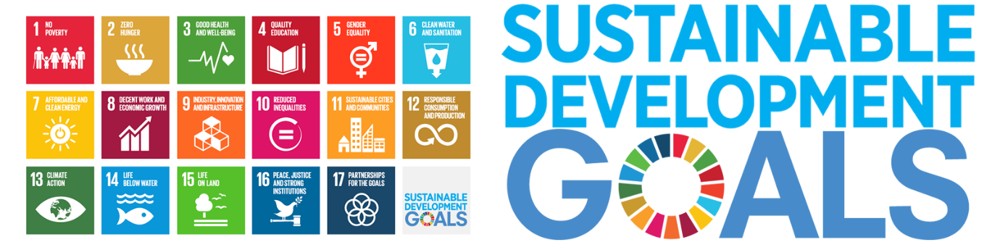 1 NO
POVERTY
2 ZERO
HUNGER
3 GOOD HEALTH
AND WELL-BEING
4 QUALITY
EDUCATION
5 GENDER
EQUALITY
6 CLEAN WATER
AND SANITATION
7 AFFORDABLE AND
CLEAN ENERGY
8 DECENT WORK AND
ECONOMIC GROWTH
9 INDUSTRY, INNOVATION
AND INFRASTRUCTURE
10 REDUCED
INEQUALITIES
11 SUSTAINABLE CITIES
AND COMMUNITIES
12 RESPONSIBLE
CONSUMPTION
AND PRODUCTION
13 CLIMATE
ACTION
14 LIFE
BELOW WATER
15 LIFE
ON LAND
16 PEACE, JUSTICE
AND STRONG
INSTITUTIONS
17 PARTNERSHIPS
FOR THE GOALS
SUSTAINABLE
DEVELOPMENT
GOALS
SUSTAINABLE
DEVELOPMENT
GOALS